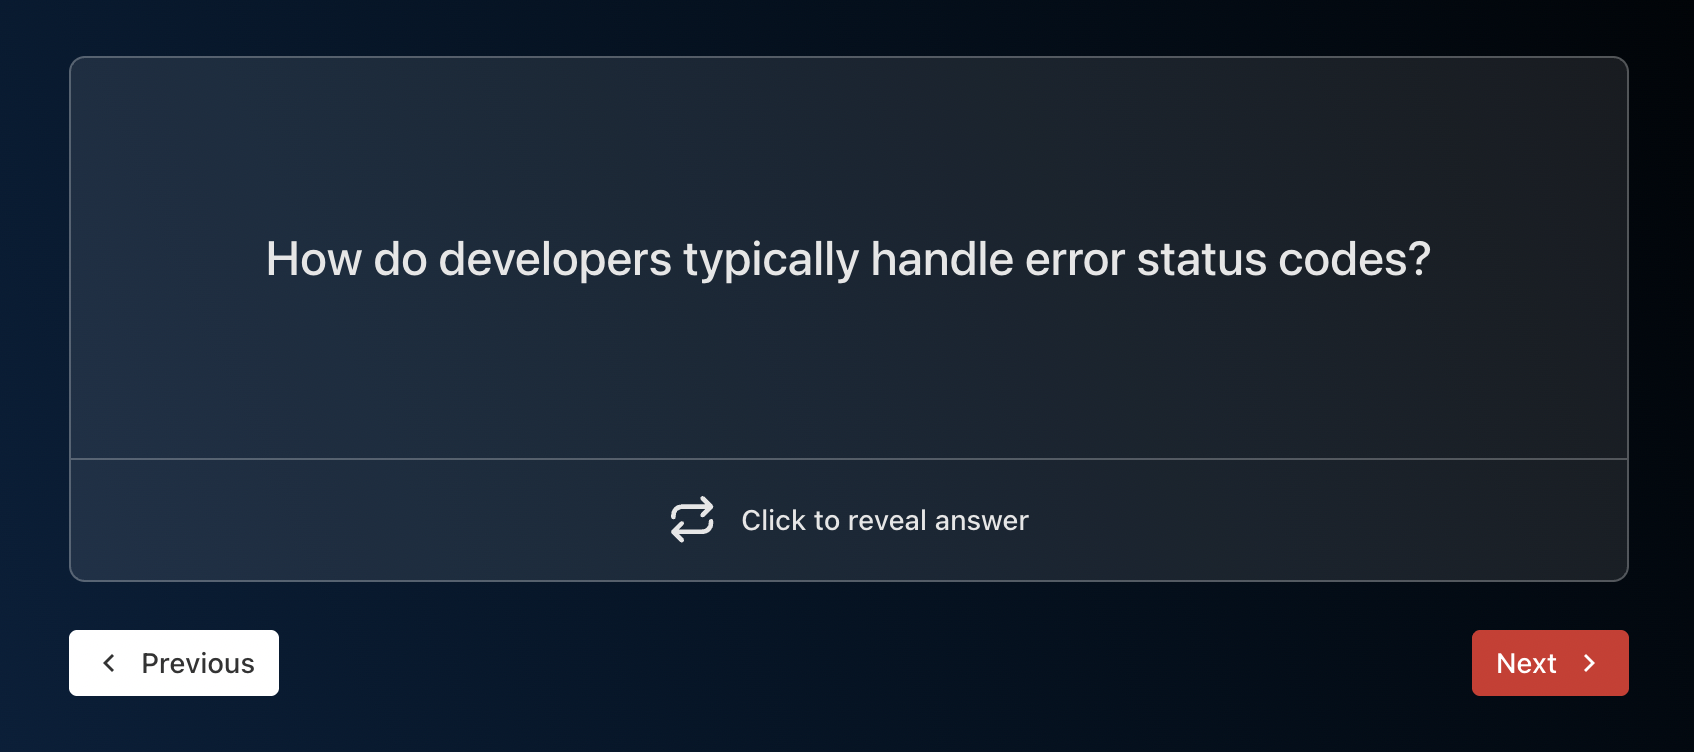 How do developers typically handle error status codes?
Click to reveal answer
Previous
Next